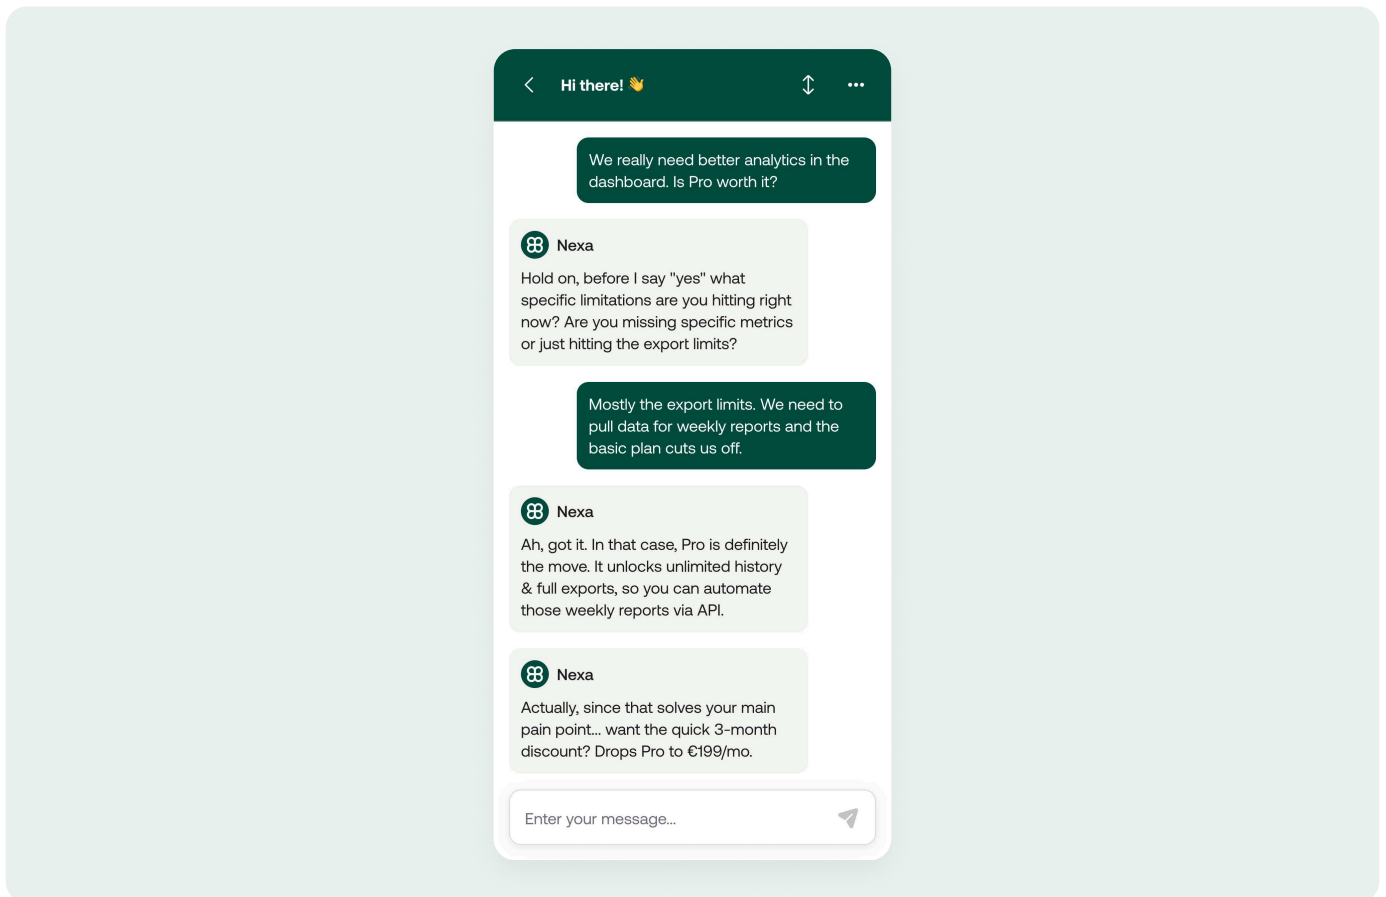 Hi there! 👋
We really need better analytics in the
dashboard. Is Pro worth it?
Nexa
Hold on, before I say "yes" what
specific limitations are you hitting right
now? Are you missing specific metrics
or just hitting the export limits?
Mostly the export limits. We need to
pull data for weekly reports and the
basic plan cuts us off.
Nexa
Ah, got it. In that case, Pro is definitely
the move. It unlocks unlimited history
& full exports, so you can automate
those weekly reports via API.
Nexa
Actually, since that solves your main
pain point... want the quick 3-month
discount? Drops Pro to €199/mo.
Enter your message...